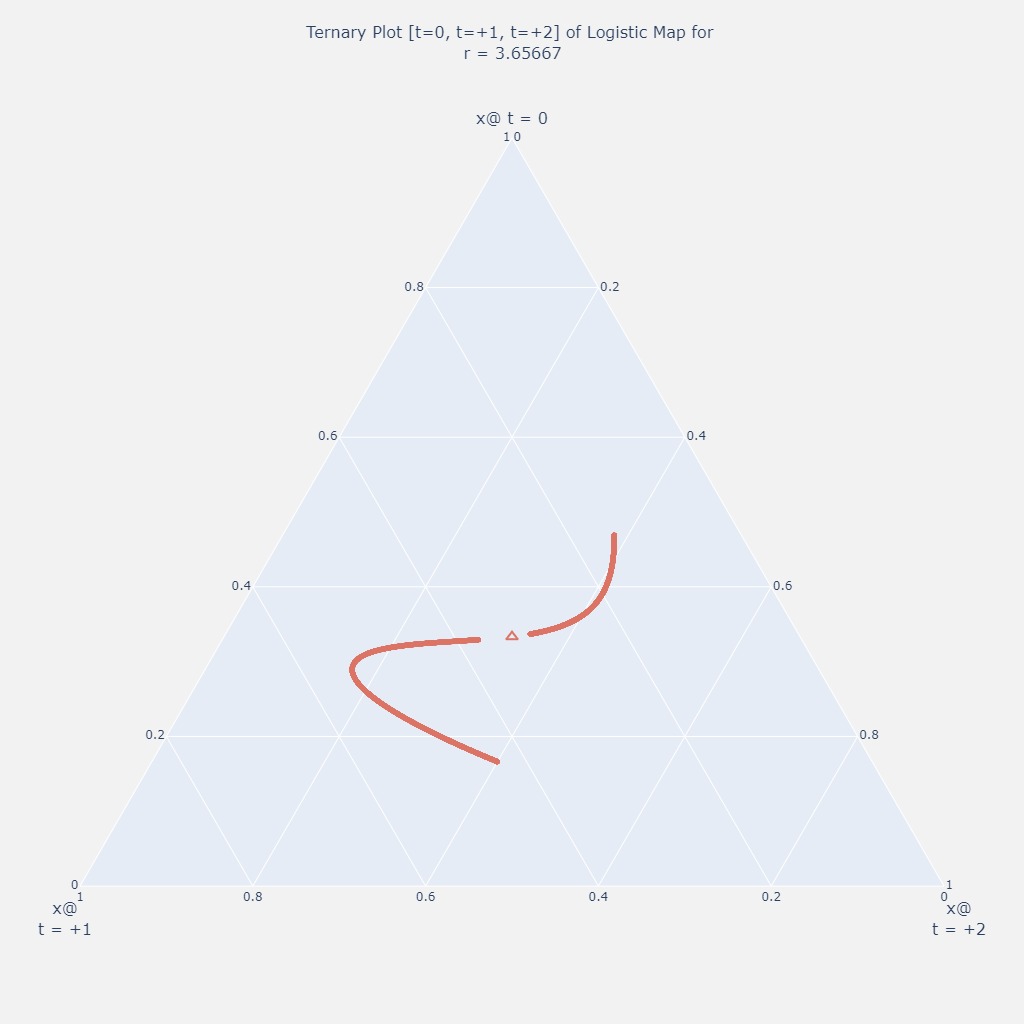 Ternary Plot [t=0, t=+1, t=+2] of Logistic Map for
r = 3.65667
x@ t = 0
1 0
0.8 0.2
0.6 0.4
0.4 0.6
0.2 0.8
0 1
1 0.8 0.6 0.4 0.2 0
x@ x@
t = +1 t = +2